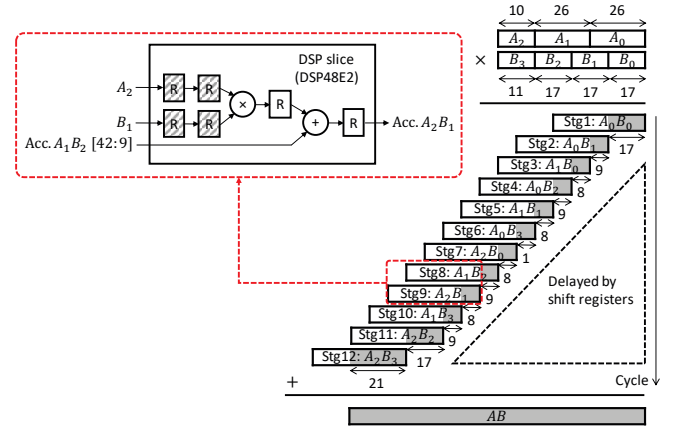 10 26 26
A₂ A₁ A₀
×
B₃ B₂ B₁ B₀
11 17 17 17
DSP slice
(DSP48E2)
A₂ R R × R + R Acc. A₂B₁
B₁ R R
Acc. A₁B₂ [42:9]
Stg1: A₀B₀
17
Stg2: A₀B₁
9
Stg3: A₁B₀
8
Stg4: A₀B₂
9
Stg5: A₁B₁
8
Stg6: A₀B₃
1
Stg7: A₂B₀
8
Stg8: A₁B₂
9
Stg9: A₂B₁
8
Stg10: A₁B₃
9
Stg11: A₂B₂
17
Stg12: A₂B₃
21
Delayed by
shift registers
Cycle
+
AB